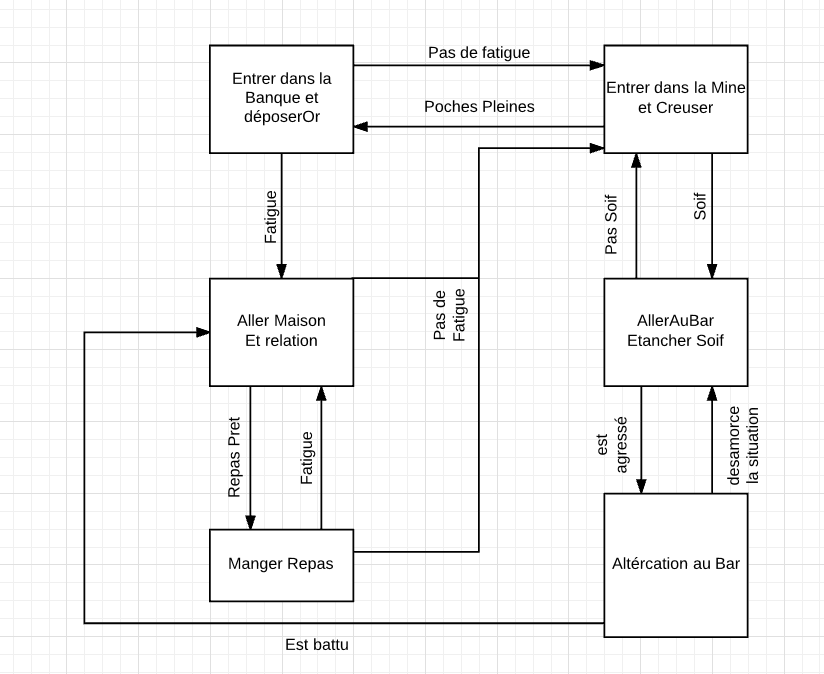 Pas de fatigue
Entrer dans la
Banque et
déposerOr
Entrer dans la Mine
et Creuser
Poches Pleines
Fatigue
Pas Soif
Soif
Aller Maison
Et relation
Pas de
Fatigue
AllerAuBar
Etancher Soif
Repas Pret
Fatigue
est
agressé
desamorce
la situation
Manger Repas
Altércation au Bar
Est battu